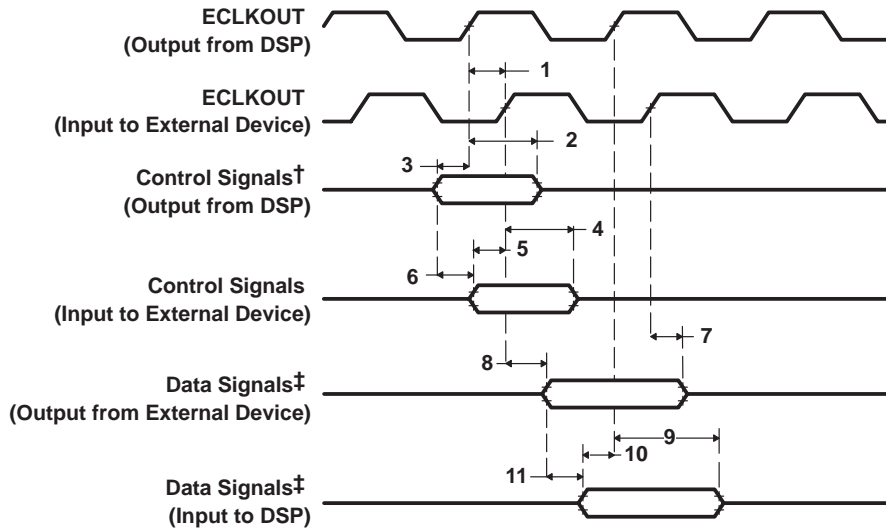 ECLKOUT
(Output from DSP)
1
ECLKOUT
(Input to External Device)
2
3
Control Signals†
(Output from DSP)
4
5
6
Control Signals
(Input to External Device)
7
8
Data Signals‡
(Output from External Device)
9
10
11
Data Signals‡
(Input to DSP)